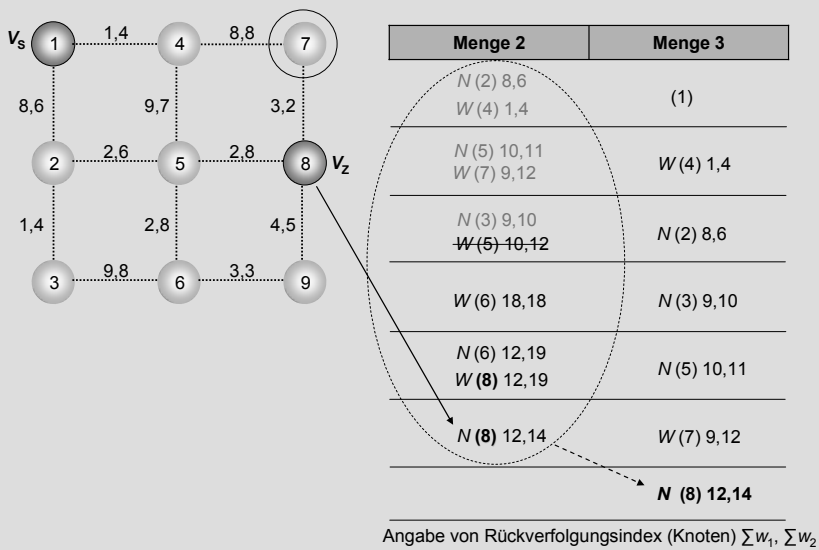 V_S 1 1,4 4 8,8 7
8,6 9,7 3,2
2 2,6 5 2,8 8 V_Z
1,4 2,8 4,5
3 9,8 6 3,3 9
Menge 2 Menge 3
N (2) 8,6
W (4) 1,4
(1)
N (5) 10,11
W (7) 9,12
W (4) 1,4
N (3) 9,10
W (5) 10,12
N (2) 8,6
W (6) 18,18 N (3) 9,10
N (6) 12,19
W (8) 12,19
N (5) 10,11
N (8) 12,14 W (7) 9,12
N (8) 12,14
Angabe von Rückverfolgungsindex (Knoten) ∑w₁, ∑w₂